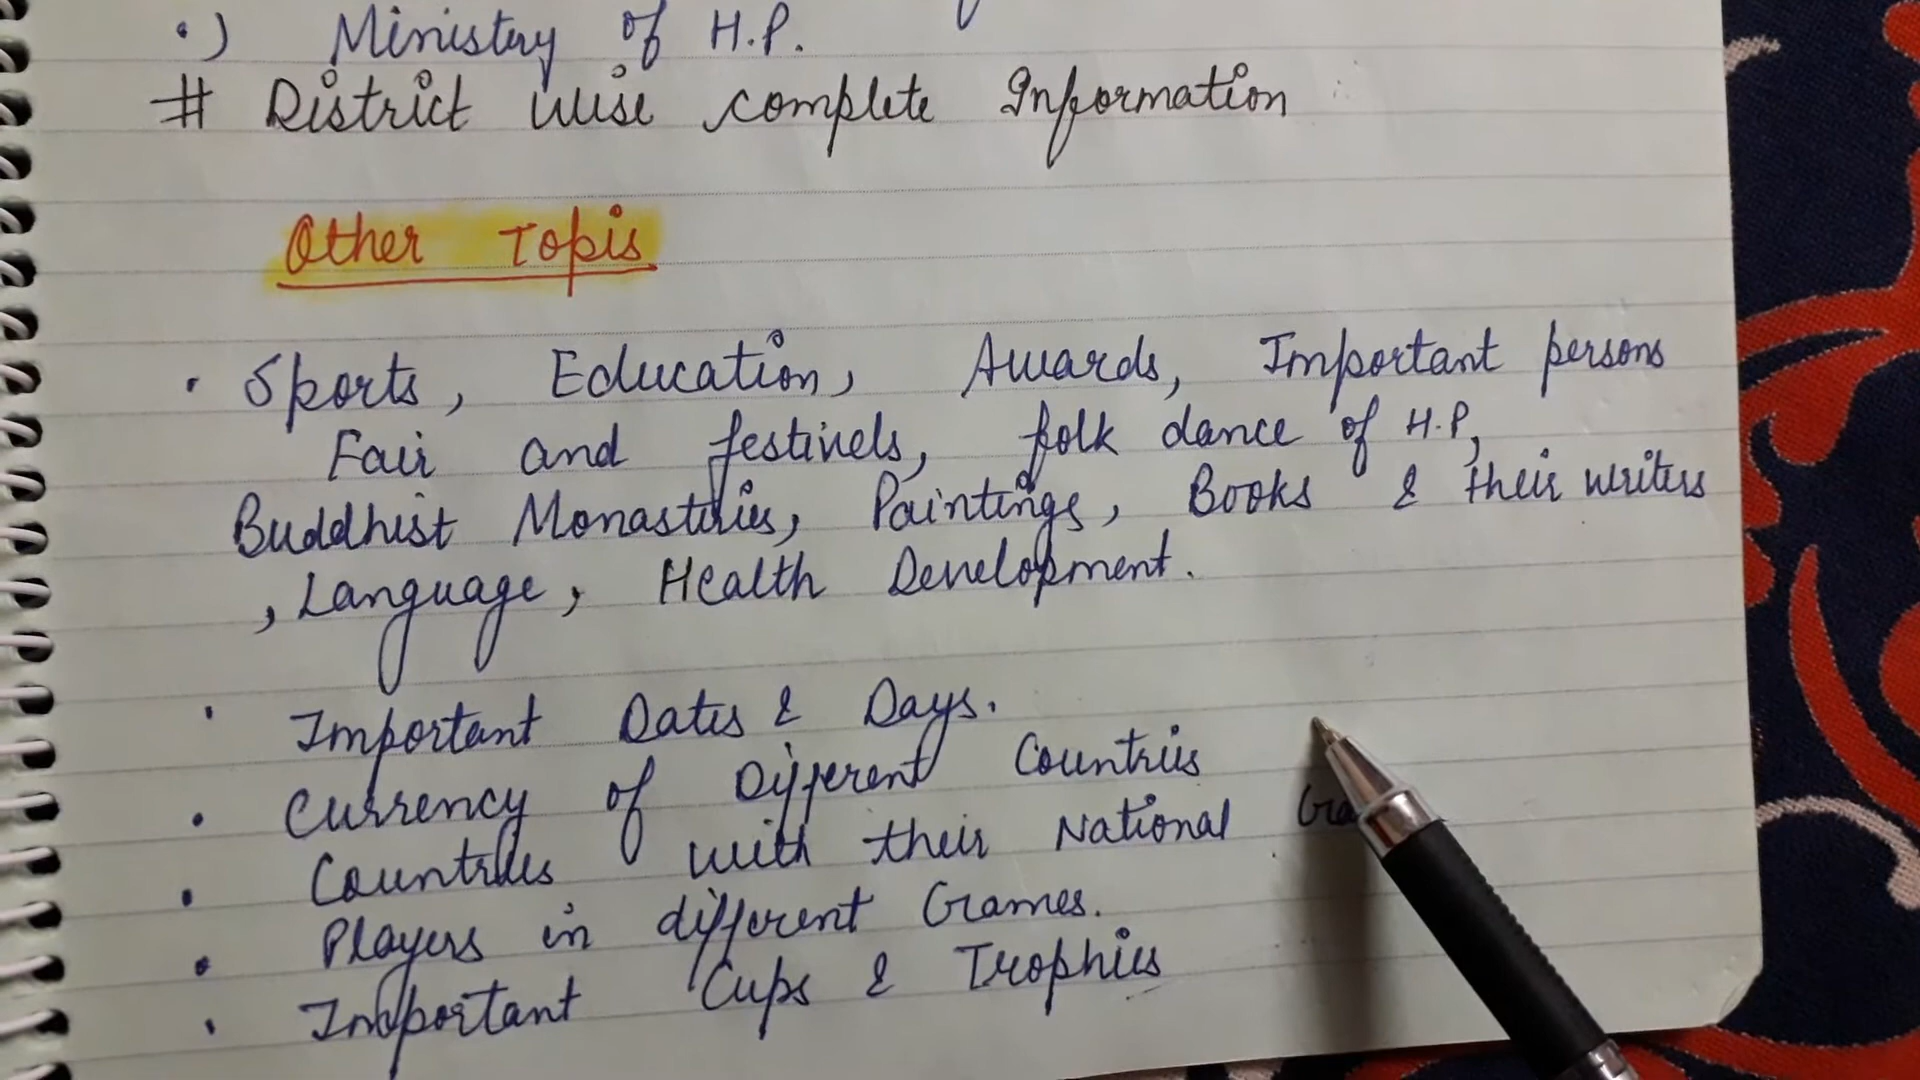 •) Ministry of H.P.
# District Wise complete Information
Other Topis
• Sports, Education, Awards, Important persons
Fair and festivels, folk dance of H.P,
Buddhist Monasteries, Paintings, Books & their writers
, Language, Health Development.
• Important Dates & Days.
• Currency of Different Countries
• Countries with their National
• Players in different Games.
• Important Cups & Trophies